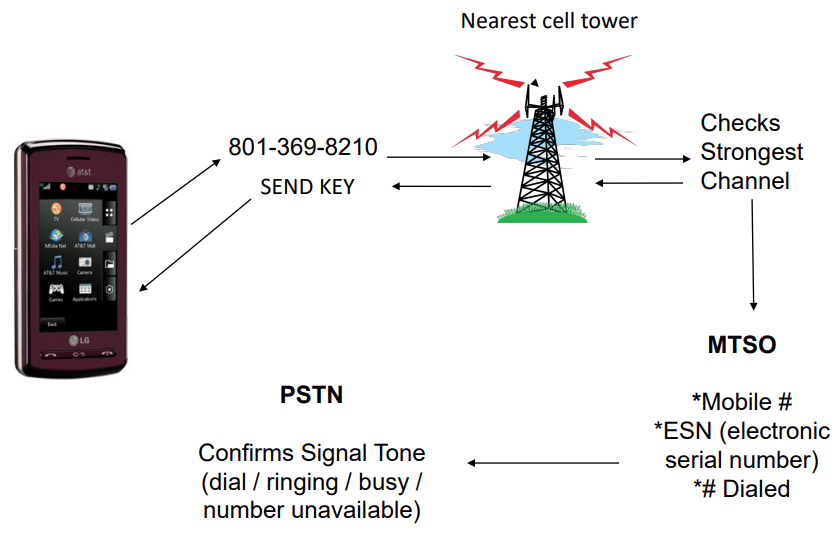 Nearest cell tower
801-369-8210
SEND KEY
Checks
Strongest
Channel
at&t
TV
Cellular Video
MEdia Net
AT&T Mail
AT&T Music
Camera
Games
Applications
Back
LG
MTSO
*Mobile #
*ESN (electronic
serial number)
*# Dialed
PSTN
Confirms Signal Tone
(dial / ringing / busy /
number unavailable)